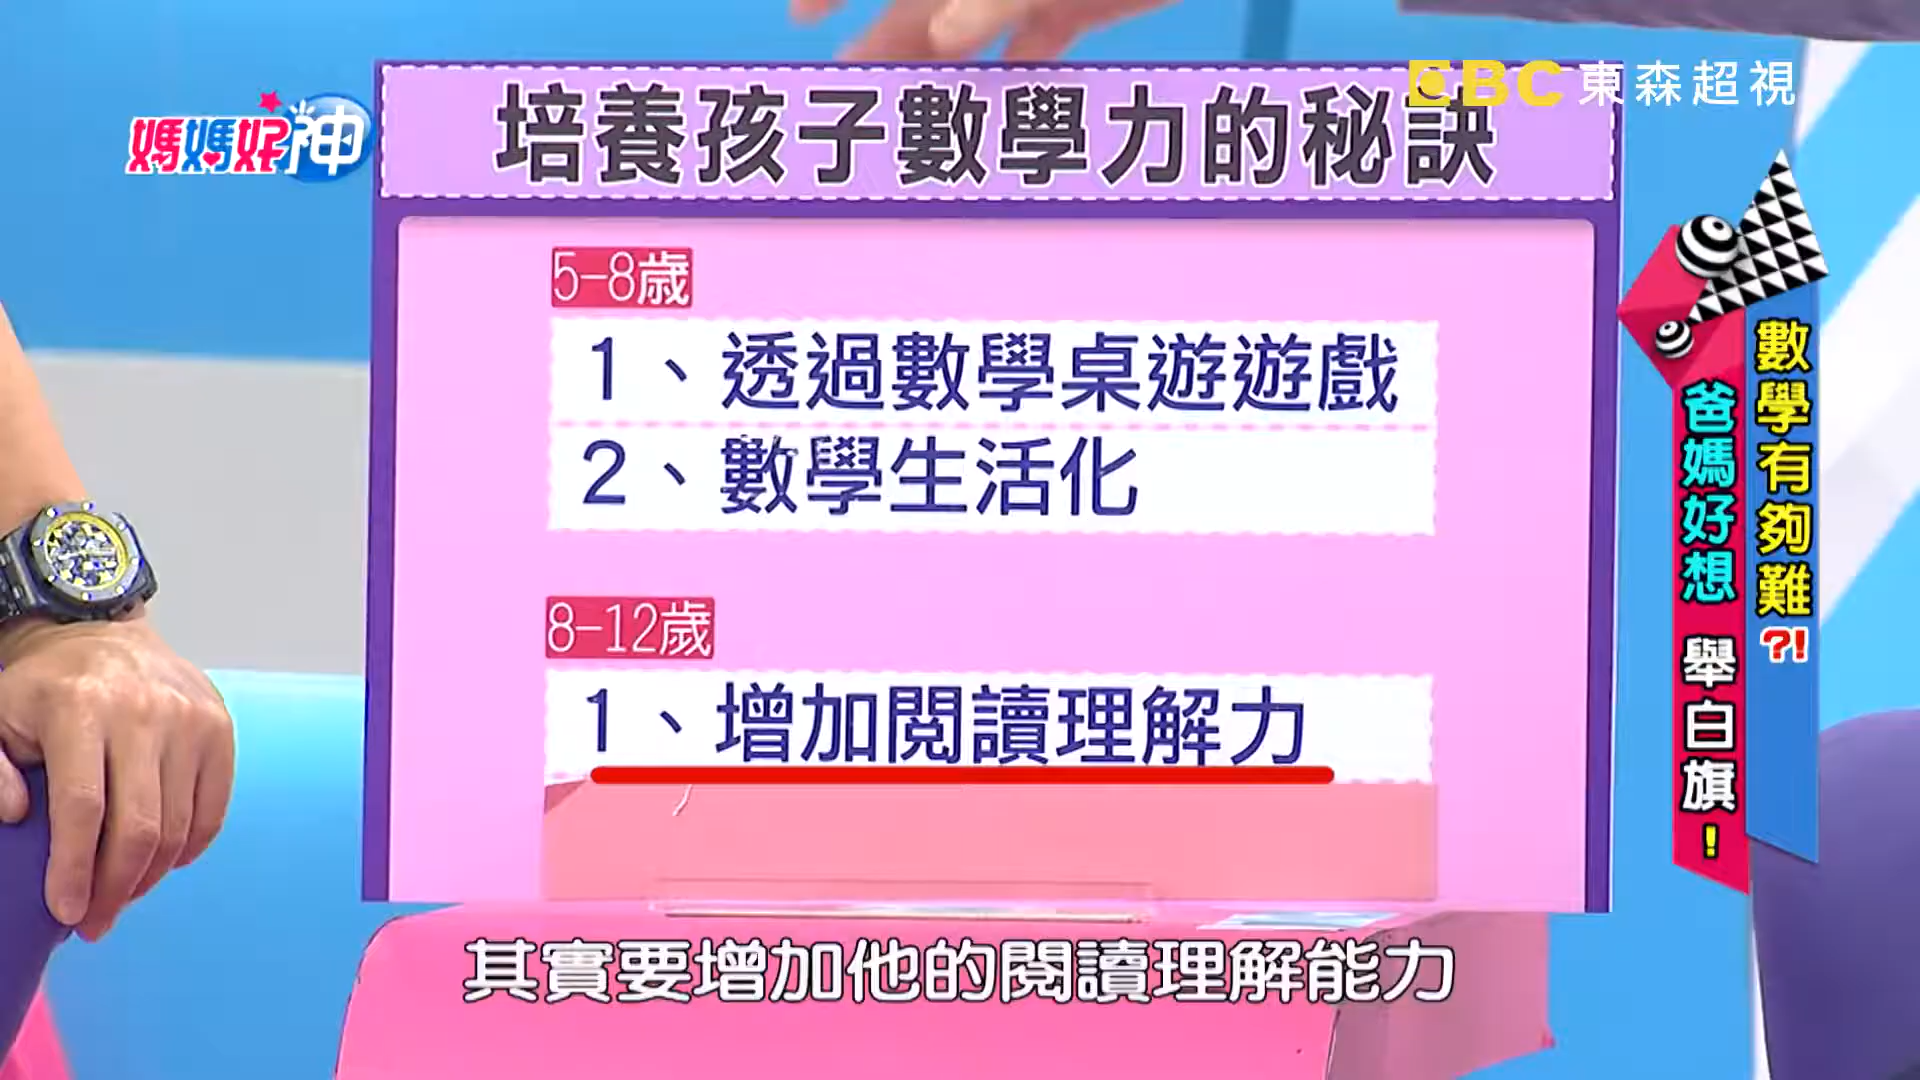 EBC東森超視
媽媽好神
培養孩子數學力的秘訣
5-8歲
1、透過數學桌遊遊戲
2、數學生活化
8-12歲
1、增加閱讀理解力
數學有夠難?!
爸媽好想 舉白旗!
其實要增加他的閱讀理解能力